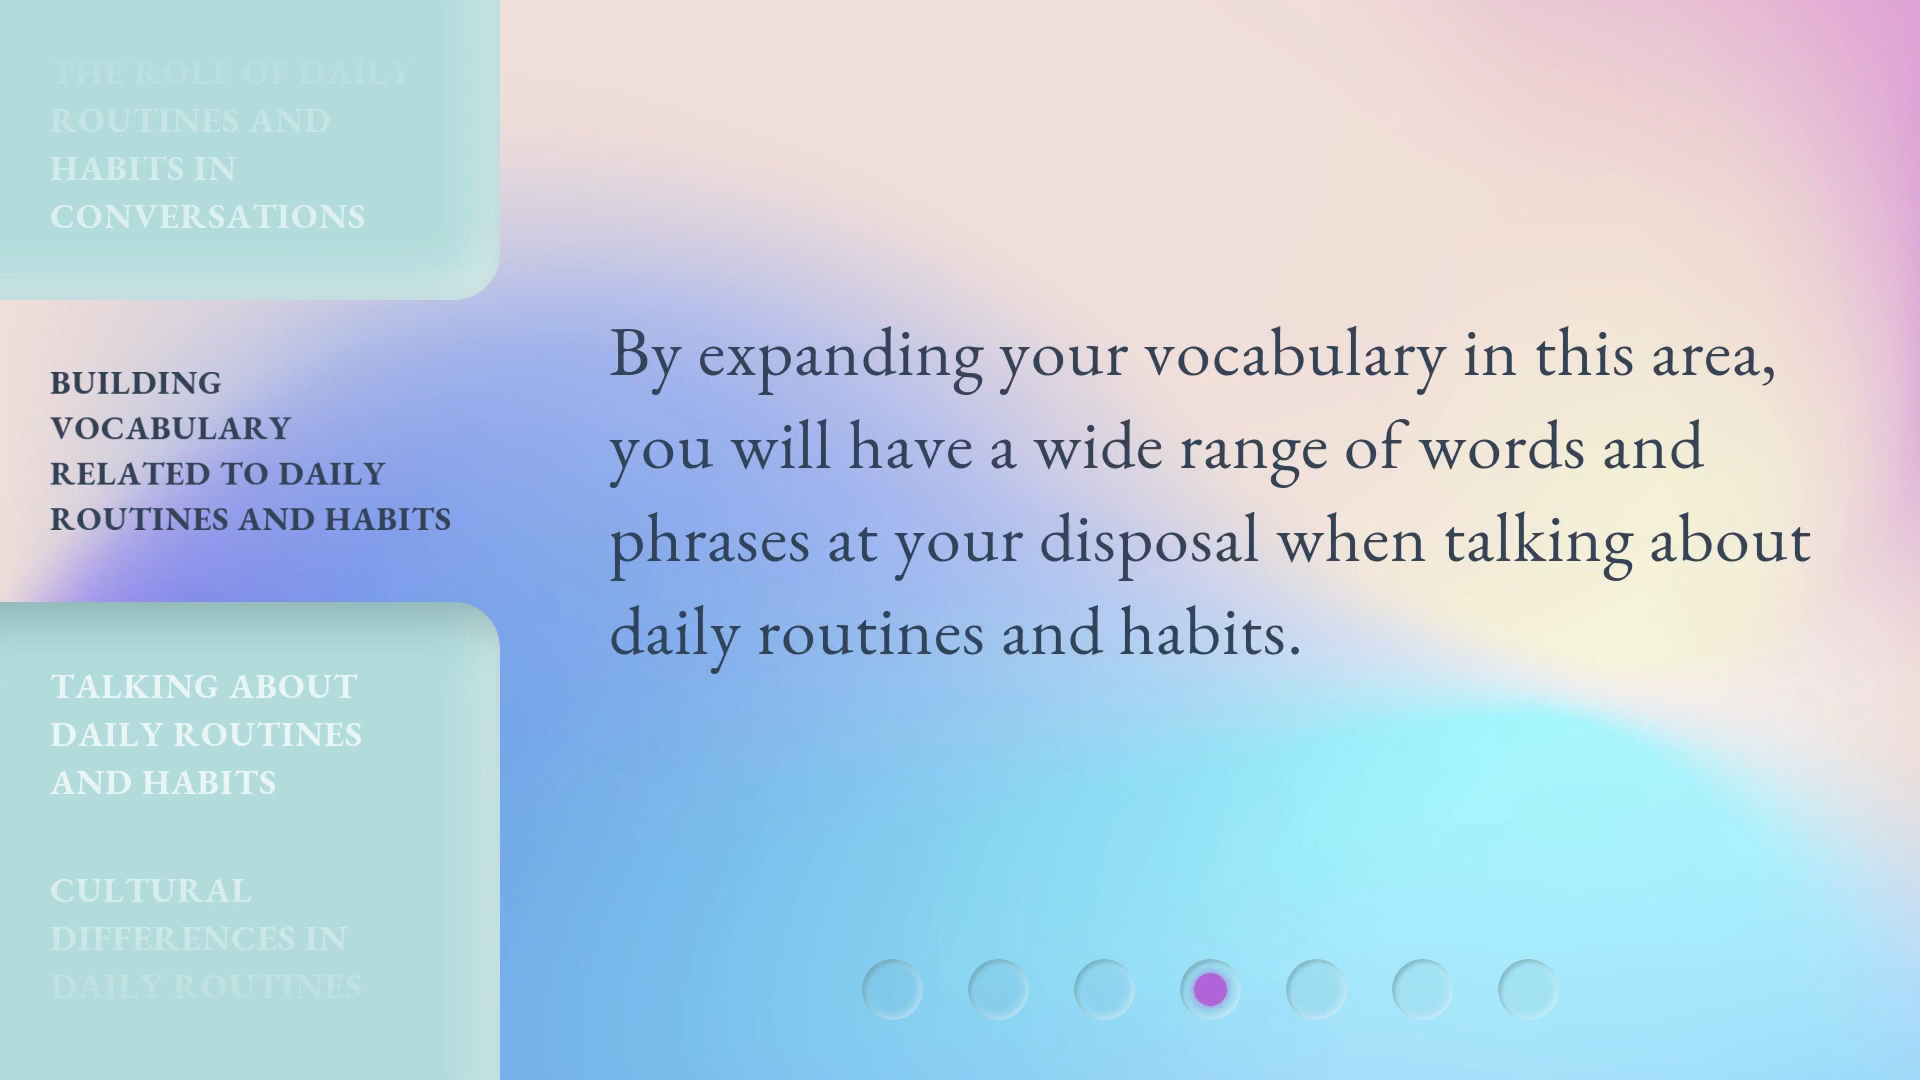 THE ROLE OF DAILY
ROUTINES AND
HABITS IN
CONVERSATIONS
BUILDING
VOCABULARY
RELATED TO DAILY
ROUTINES AND HABITS
TALKING ABOUT
DAILY ROUTINES
AND HABITS
CULTURAL
DIFFERENCES IN
DAILY ROUTINES
By expanding your vocabulary in this area,
you will have a wide range of words and
phrases at your disposal when talking about
daily routines and habits.